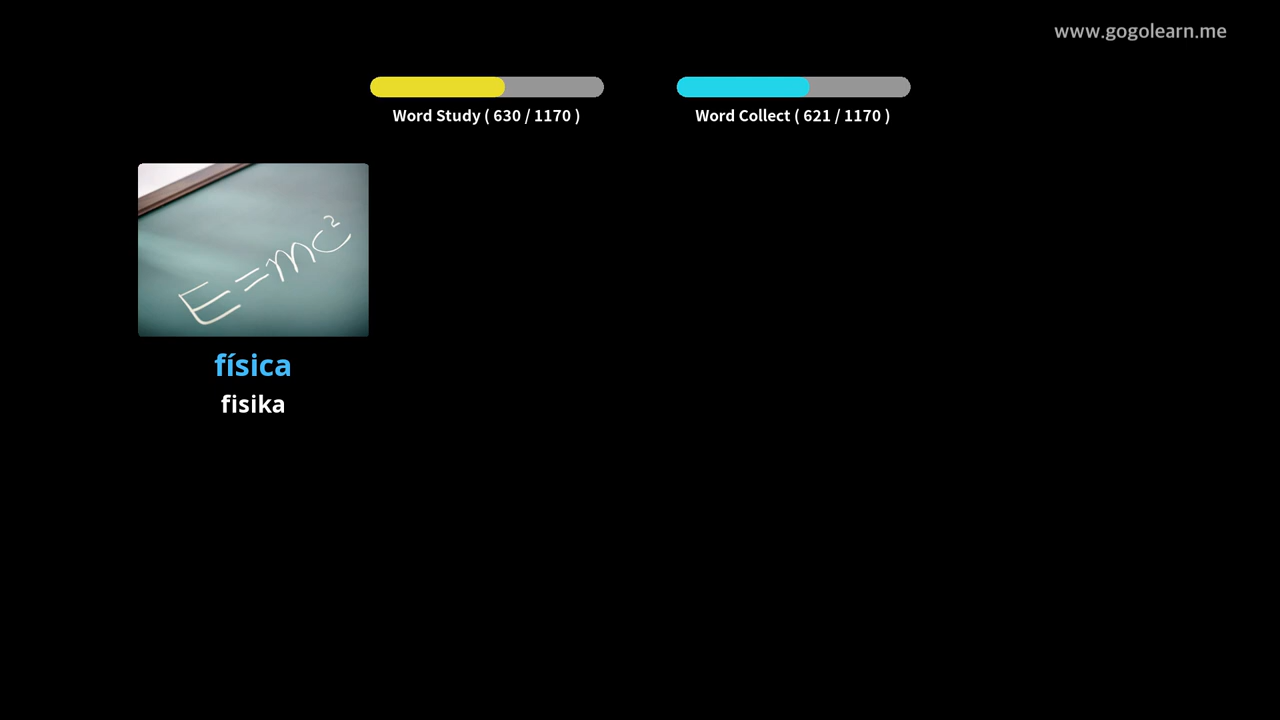 www.gogolearn.me
Word Study ( 630 / 1170 )
Word Collect ( 621 / 1170 )
E=mc²
física
fisika